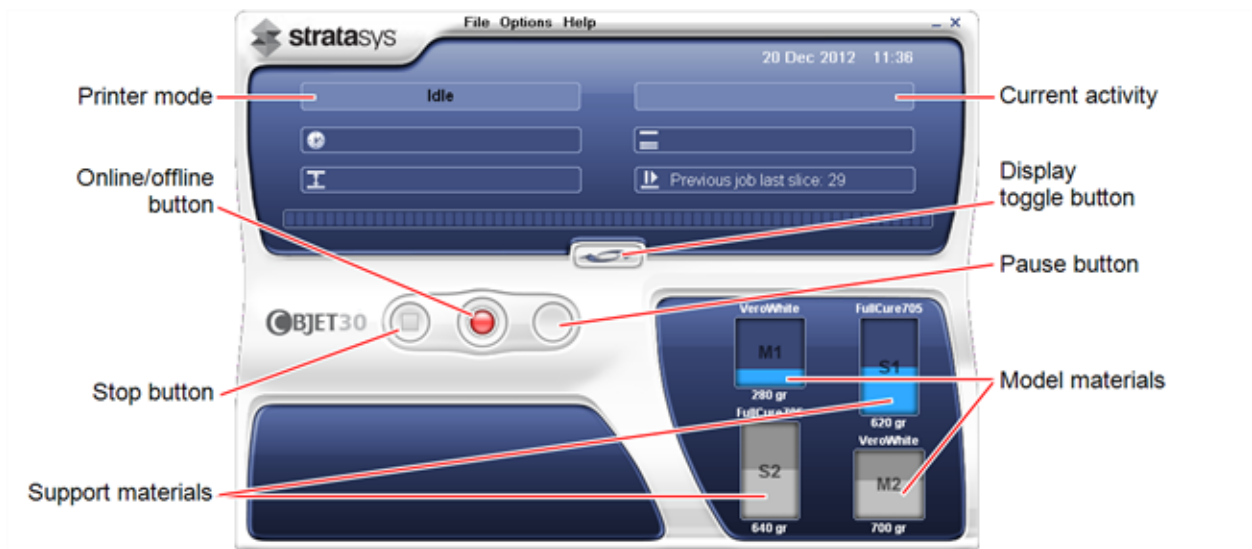 File Options Help
stratasys
20 Dec 2012 11:36
Printer mode
Idle
Current activity
Online/offline
button
Previous job last slice: 29
Display
toggle button
Pause button
OBJET30
VeroWhite
FullCure705
M1
S1
Stop button
280 gr
Model materials
FullCure705
620 gr
VeroWhite
S2
M2
Support materials
640 gr
700 gr